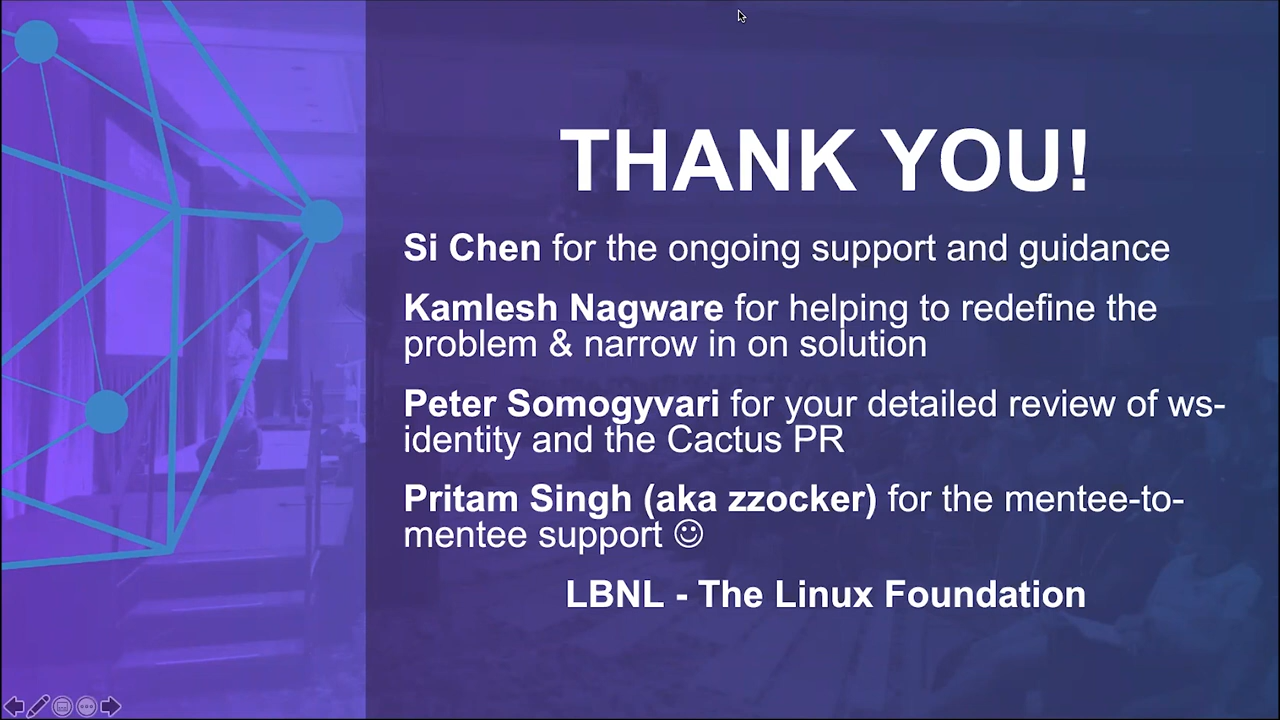 THANK YOU!
Si Chen for the ongoing support and guidance
Kamlesh Nagware for helping to redefine the
problem & narrow in on solution
Peter Somogyvari for your detailed review of ws-
identity and the Cactus PR
Pritam Singh (aka zzocker) for the mentee-to-
mentee support ☺
LBNL - The Linux Foundation